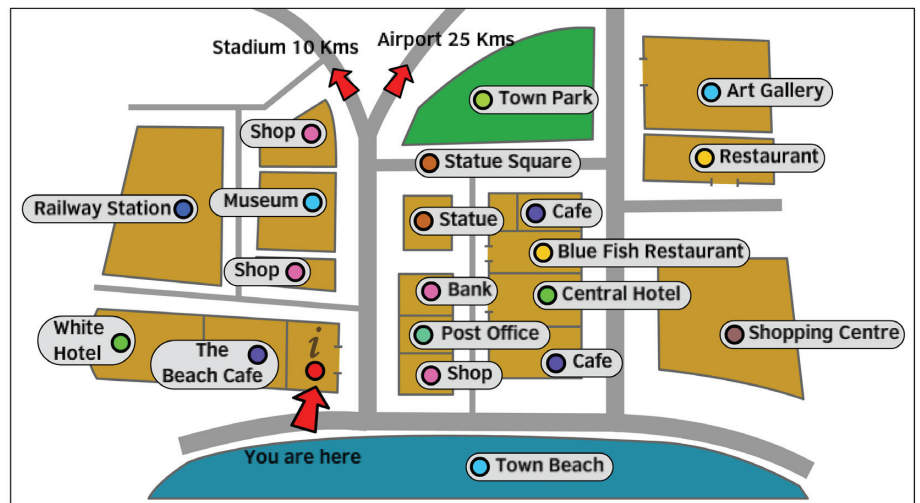 Stadium 10 Kms
Airport 25 Kms
Town Park
Art Gallery
Shop
Statue Square
Restaurant
Railway Station
Museum
Statue
Cafe
Blue Fish Restaurant
Shop
Bank
Central Hotel
White
Hotel
The
Beach Cafe
i
Post Office
Shopping Centre
Shop
Cafe
You are here
Town Beach